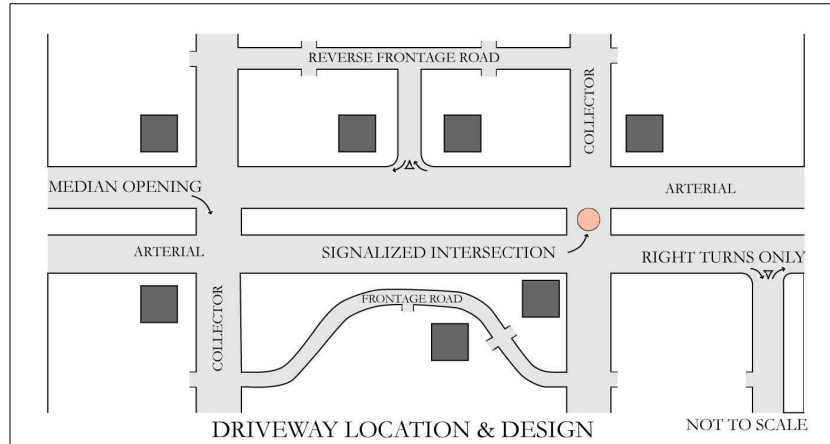 REVERSE FRONTAGE ROAD
COLLECTOR
MEDIAN OPENING
ARTERIAL
ARTERIAL
SIGNALIZED INTERSECTION
RIGHT TURNS ONLY
FRONTAGE ROAD
COLLECTOR
DRIVEWAY LOCATION & DESIGN
NOT TO SCALE